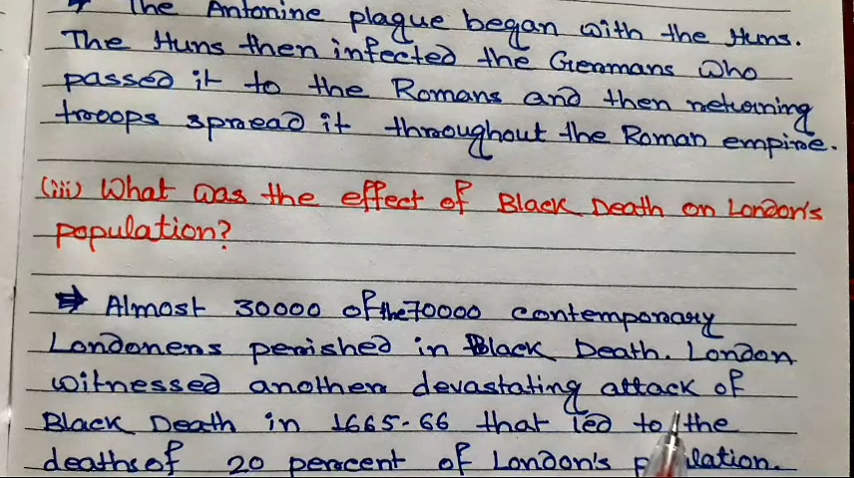 ⇒ The Antonine plaque began with the Huns.
The Huns then infected the Germans who
passed it to the Romans and then returning
troops spread it throughout the Roman empire.
(iii) What was the effect of Black Death on London's
population?
⇒ Almost 30000 of the 70000 contemporary
Londoners perished in Black Death. London
witnessed another devastating attack of
Black Death in 1665-66 that led to the
deaths of 20 percent of London's